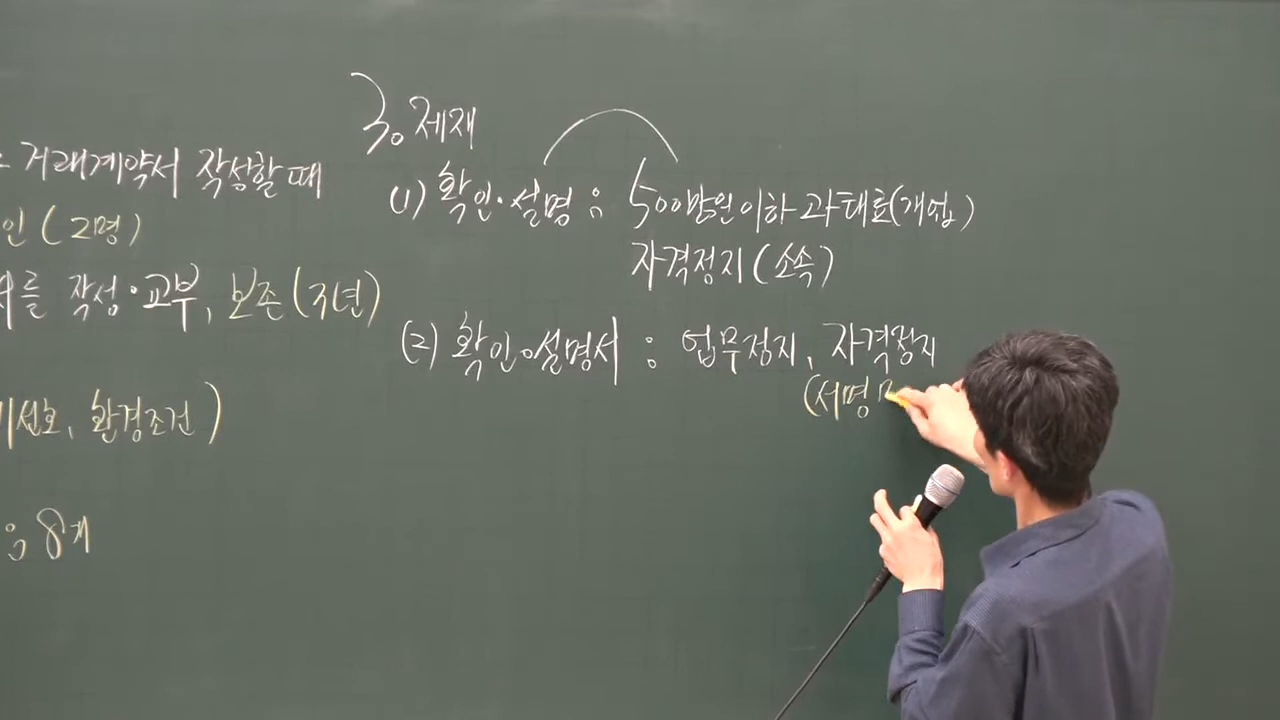 거래계약서 작성할 때
인 (2명)
를 작성·교부, 보존(3년)
선호, 환경조건)
: 8개
3. 제재
(1) 확인·설명 : 500만원 이하 과태료(개업)
자격정지(소속)
(2) 확인·설명서 : 업무정지, 자격정지
(서명